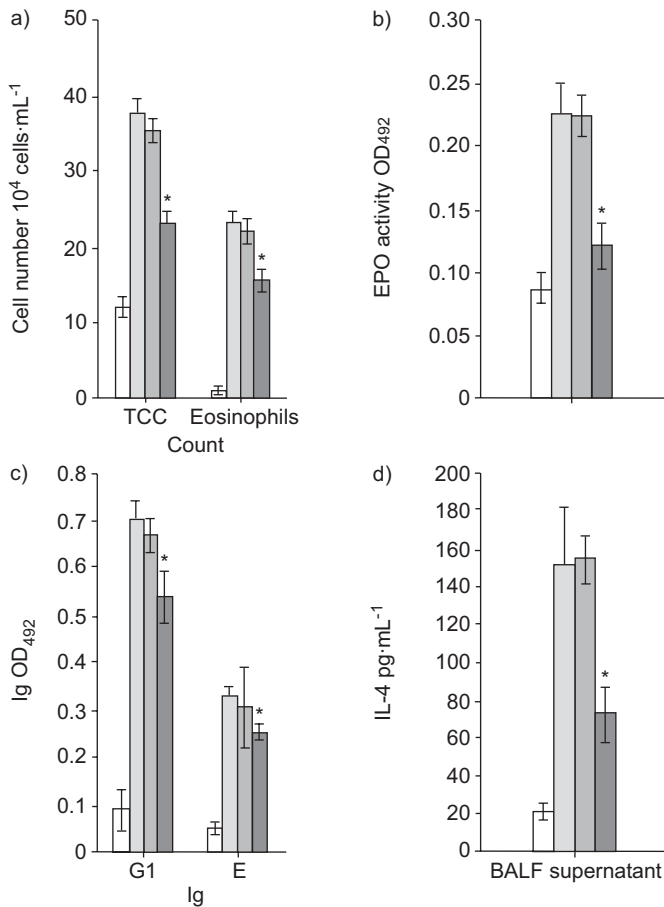 a)
Cell number 10⁴ cells·mL⁻¹
50
40
30
20
10
0
*
*
TCC
Eosinophils
Count
b)
EPO activity OD₄₉₂
0.30
0.25
0.20
0.15
0.10
0.05
0
*
c)
Ig OD₄₉₂
0.8
0.7
0.6
0.5
0.4
0.3
0.2
0.1
0
*
*
G1
E
Ig
d)
IL-4 pg·mL⁻¹
200
180
160
140
120
100
80
60
40
20
0
*
BALF supernatant